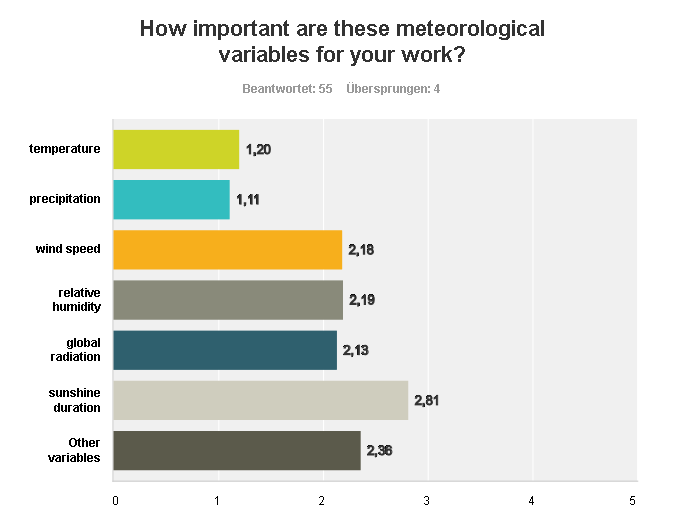 How important are these meteorological
variables for your work?
Beantwortet: 55 Übersprungen: 4
temperature 1,20
precipitation 1,11
wind speed 2,18
relative
humidity 2,19
global
radiation 2,13
sunshine
duration 2,81
Other
variables 2,36
0 1 2 3 4 5